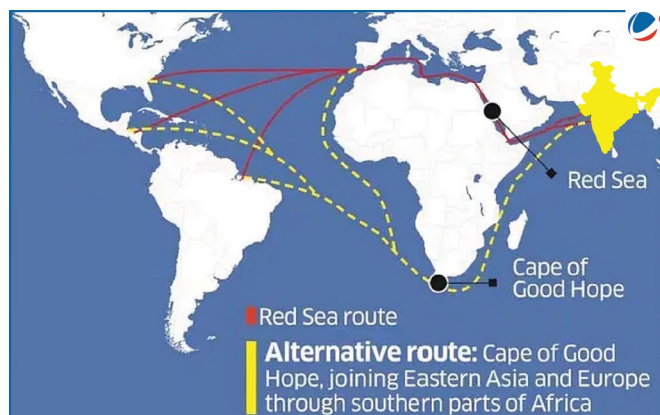 Red Sea
Cape of
Good Hope
Red Sea route
Alternative route: Cape of Good
Hope, joining Eastern Asia and Europe
through southern parts of Africa